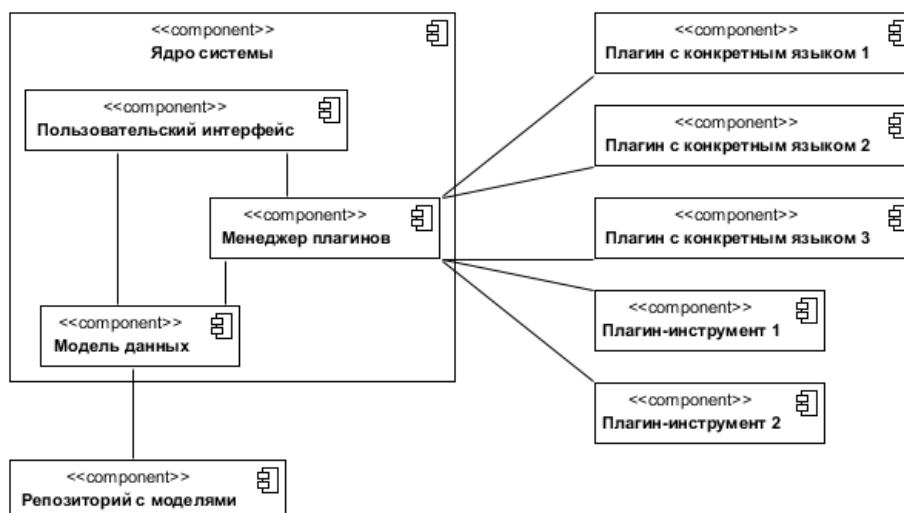 <<component>>
Ядро системы
<<component>>
Пользовательский интерфейс
<<component>>
Менеджер плагинов
<<component>>
Модель данных
<<component>>
Репозиторий с моделями
<<component>>
Плагин с конкретным языком 1
<<component>>
Плагин с конкретным языком 2
<<component>>
Плагин с конкретным языком 3
<<component>>
Плагин-инструмент 1
<<component>>
Плагин-инструмент 2